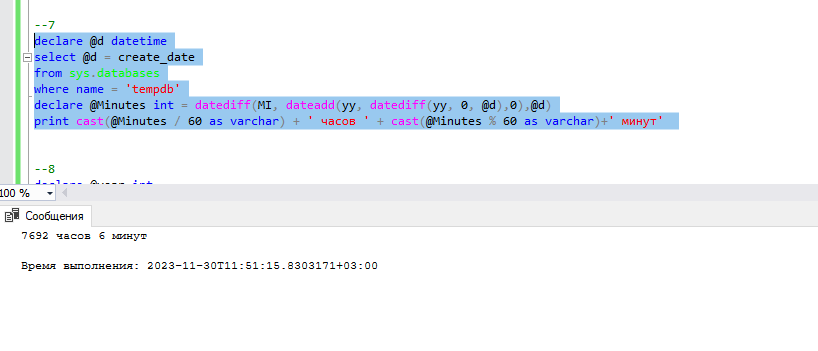 --7
declare @d datetime
select @d = create_date
from sys.databases
where name = 'tempdb'
declare @Minutes int = datediff(MI, dateadd(yy, datediff(yy, 0, @d),0),@d)
print cast(@Minutes / 60 as varchar) + ' часов ' + cast(@Minutes % 60 as varchar)+' минут'
--8
declare @year int
100 %
Сообщения
7692 часов 6 минут
Время выполнения: 2023-11-30T11:51:15.8303171+03:00